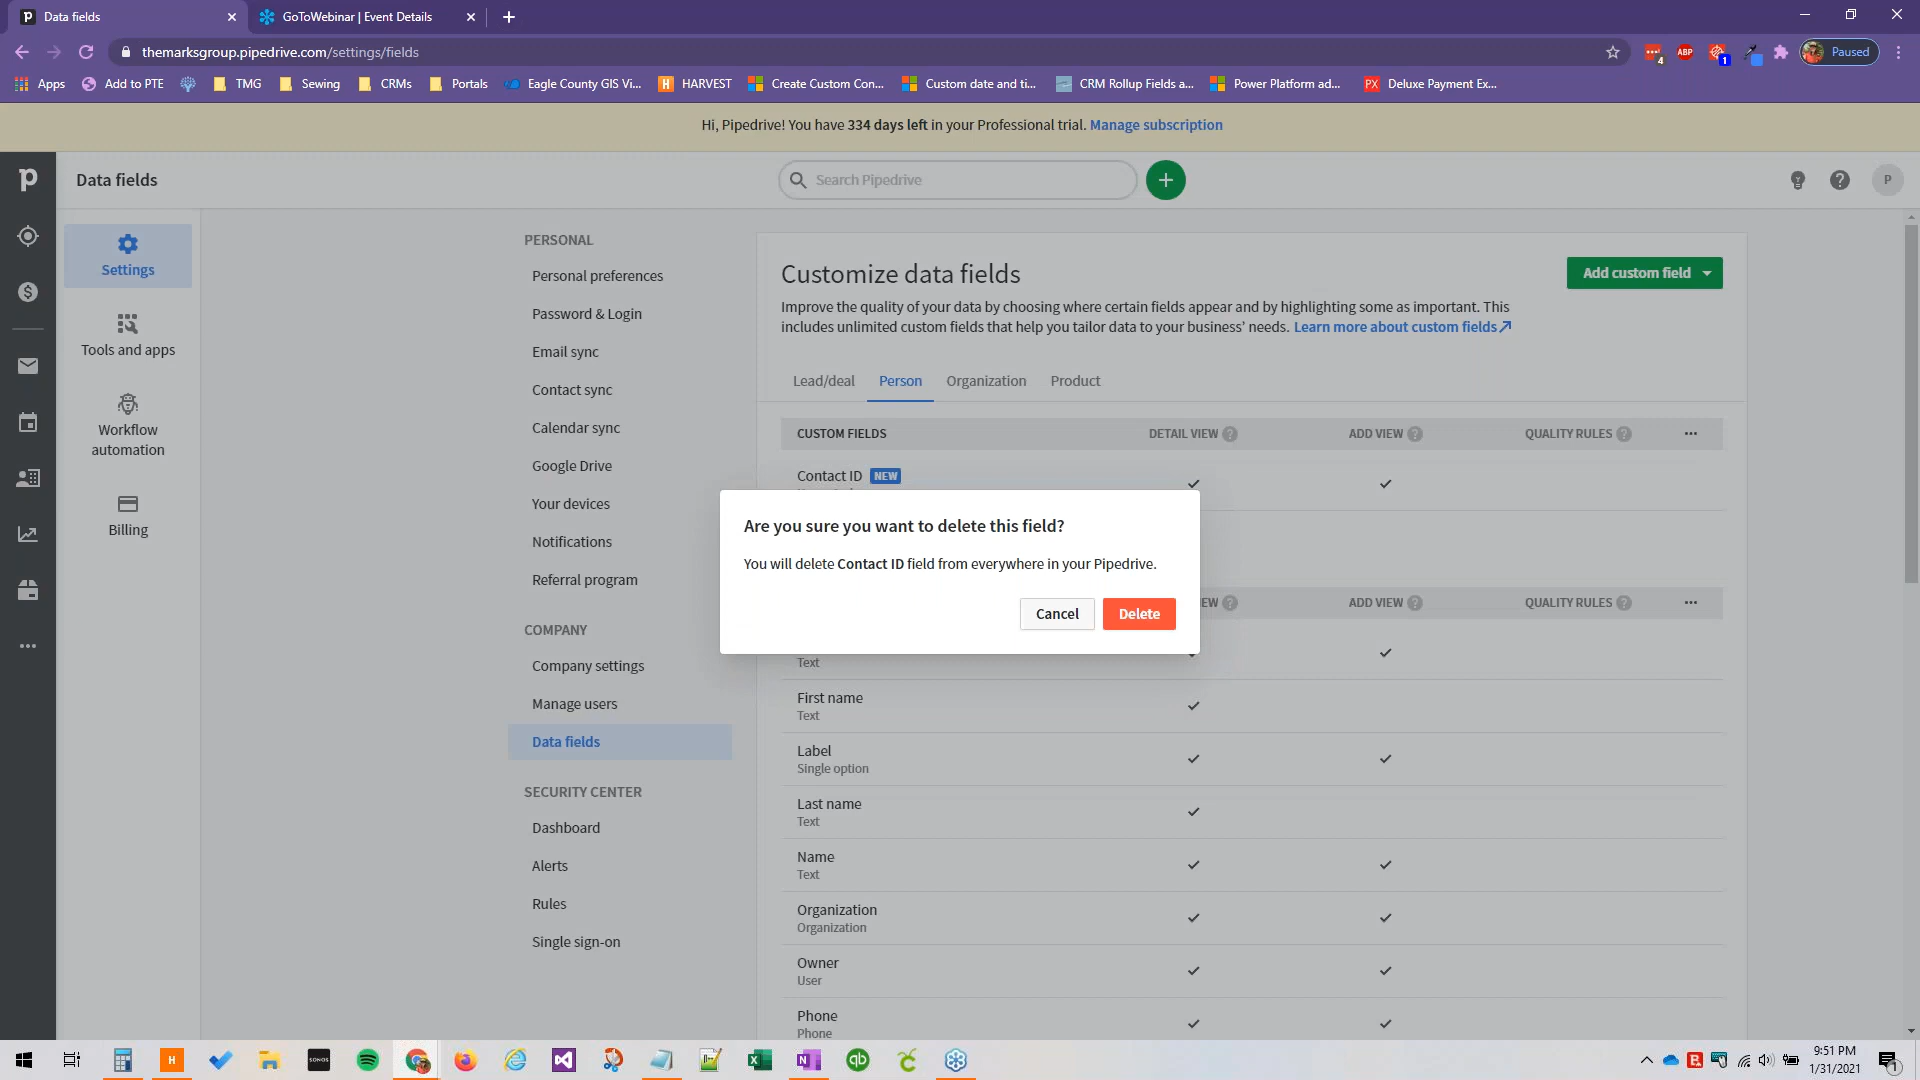 Data fields
GoToWebinar | Event Details
themarksgroup.pipedrive.com/settings/fields
4
ABP
1
Paused
Apps
Add to PTE
TMG
Sewing
CRMs
Portals
Eagle County GIS Vi...
HARVEST
Create Custom Con...
Custom date and ti...
CRM Rollup Fields a...
Power Platform ad...
PX
Deluxe Payment Ex...
Hi, Pipedrive! You have 334 days left in your Professional trial. Manage subscription
Data fields
Search Pipedrive
P
Settings
Tools and apps
Workflow
automation
Billing
PERSONAL
Personal preferences
Password & Login
Email sync
Contact sync
Calendar sync
Google Drive
Your devices
Notifications
Referral program
COMPANY
Company settings
Manage users
Data fields
SECURITY CENTER
Dashboard
Alerts
Rules
Single sign-on
Customize data fields
Add custom field
Improve the quality of your data by choosing where certain fields appear and by highlighting some as important. This
includes unlimited custom fields that help you tailor data to your business' needs. Learn more about custom fields
Lead/deal
Person
Organization
Product
CUSTOM FIELDS
DETAIL VIEW
ADD VIEW
QUALITY RULES
Contact ID NEW
Are you sure you want to delete this field?
You will delete Contact ID field from everywhere in your Pipedrive.
Cancel
Delete
EW
ADD VIEW
QUALITY RULES
Text
First name
Text
Label
Single option
Last name
Text
Name
Text
Organization
Organization
Owner
User
Phone
Phone
H
SONOS
9:51 PM
1/31/2021
1